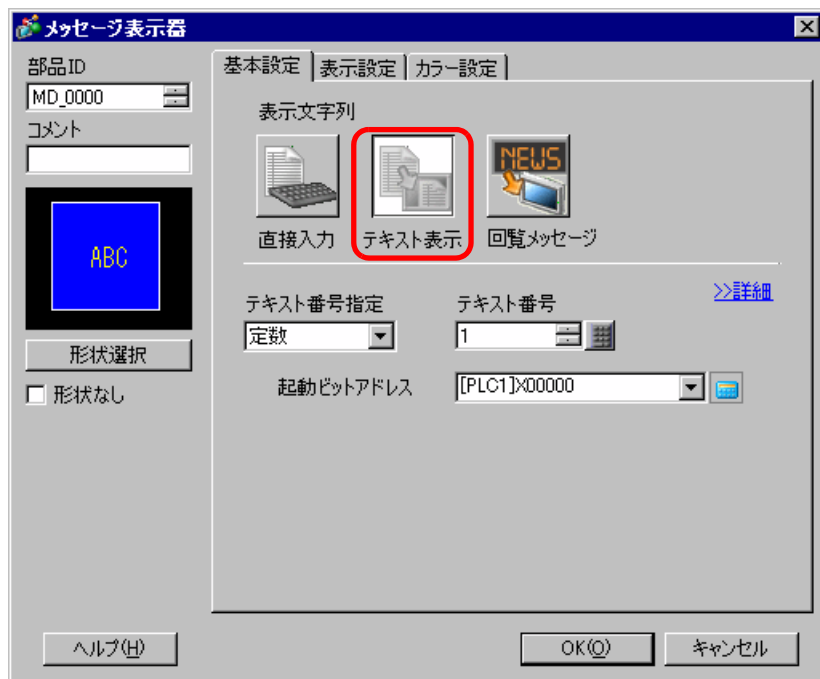 メッセージ表示器
部品ID
MD_0000
コメント
ABC
形状選択
形状なし
基本設定
表示設定
カラー設定
表示文字列
NEWS
直接入力
テキスト表示
回覧メッセージ
>>詳細
テキスト番号指定
テキスト番号
定数
1
起動ビットアドレス
[PLC1]X00000
ヘルプ(H)
OK(O)
キャンセル